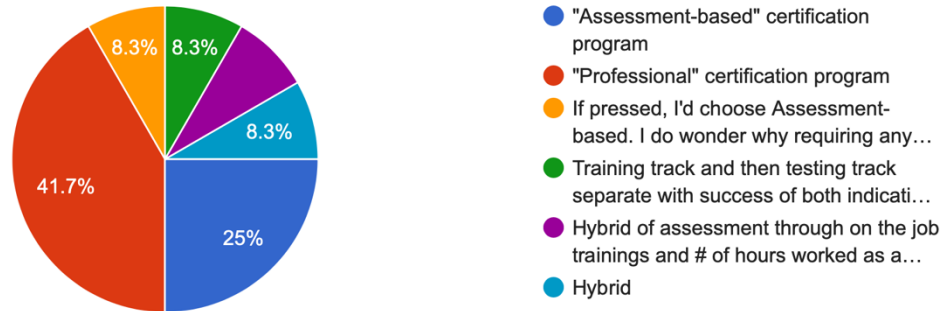 8.3%
8.3%
8.3%
41.7%
25%
"Assessment-based" certification
program
"Professional" certification program
If pressed, I'd choose Assessment-
based. I do wonder why requiring any…
Training track and then testing track
separate with success of both indicati…
Hybrid of assessment through on the job
trainings and # of hours worked as a…
Hybrid